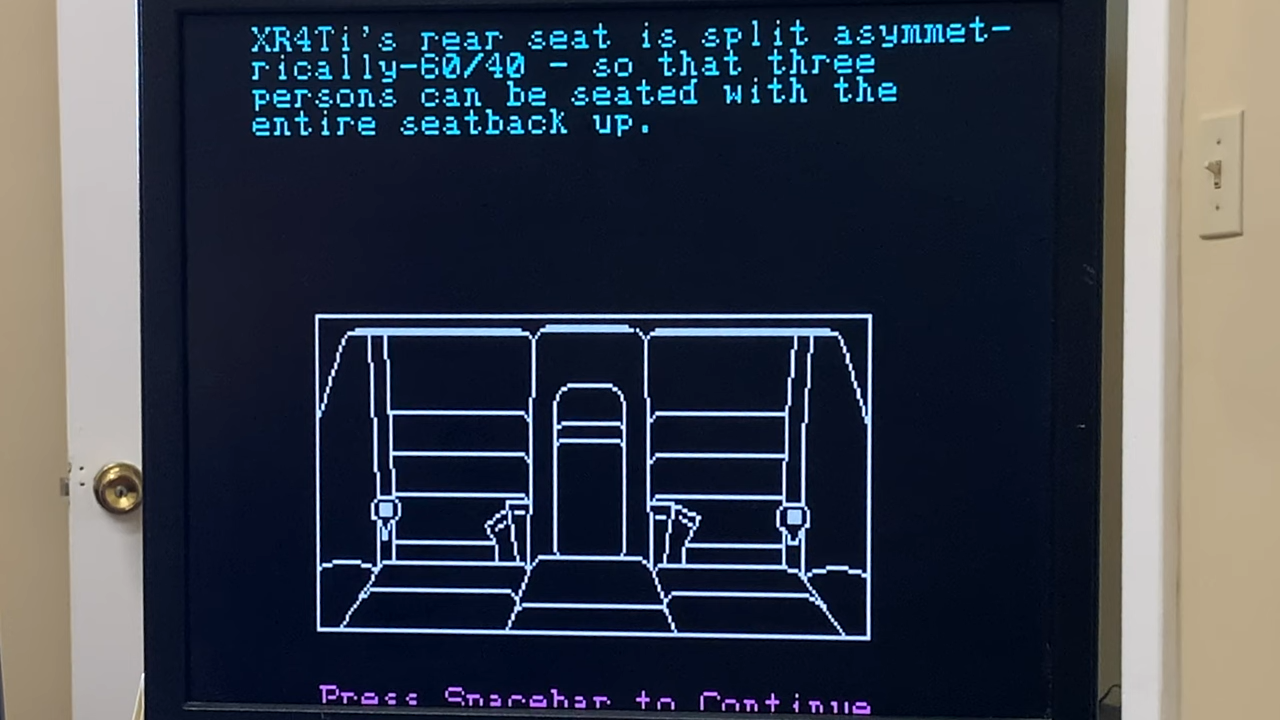 XR4Ti's rear seat is split asymmet-
rically-60/40 - so that three
persons can be seated with the
entire seatback up.
Press Spacebar to Continue